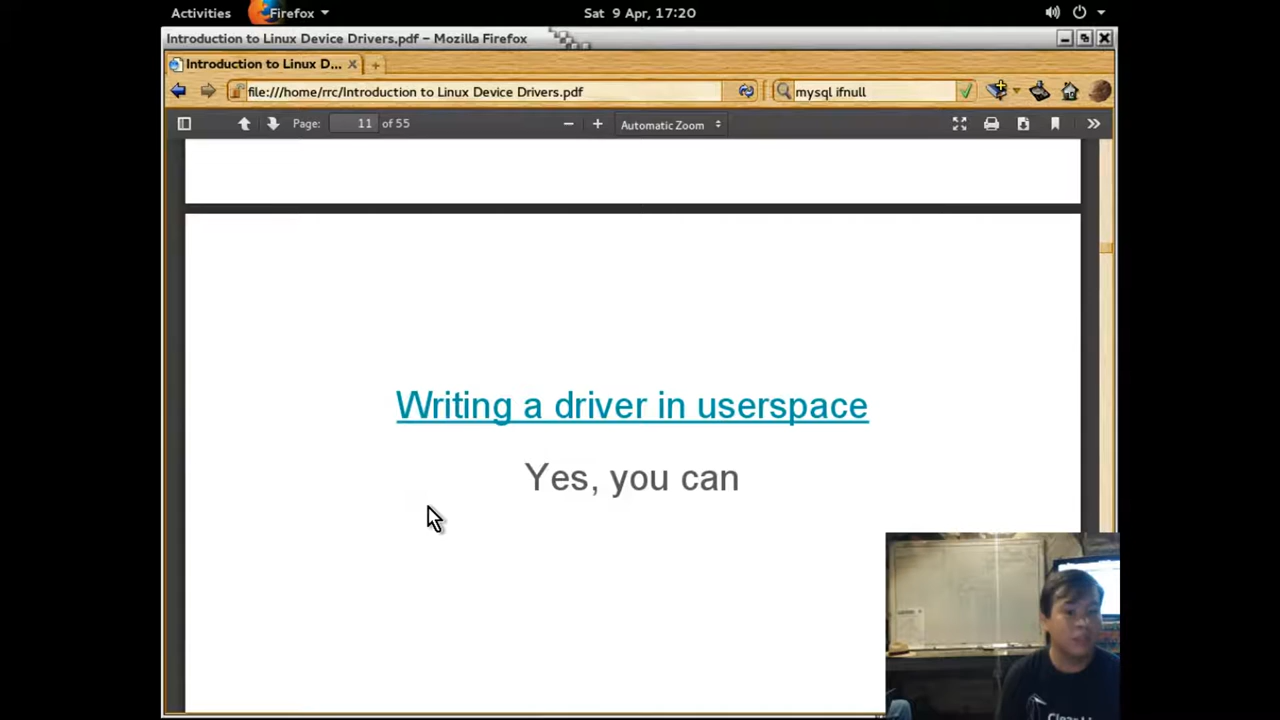 Activities Firefox Sat 9 Apr, 17:20
Introduction to Linux Device Drivers.pdf – Mozilla Firefox
Introduction to Linux D...
file:///home/rrc/Introduction to Linux Device Drivers.pdf mysql ifnull
Page: 11 of 55 Automatic Zoom
Writing a driver in userspace
Yes, you can